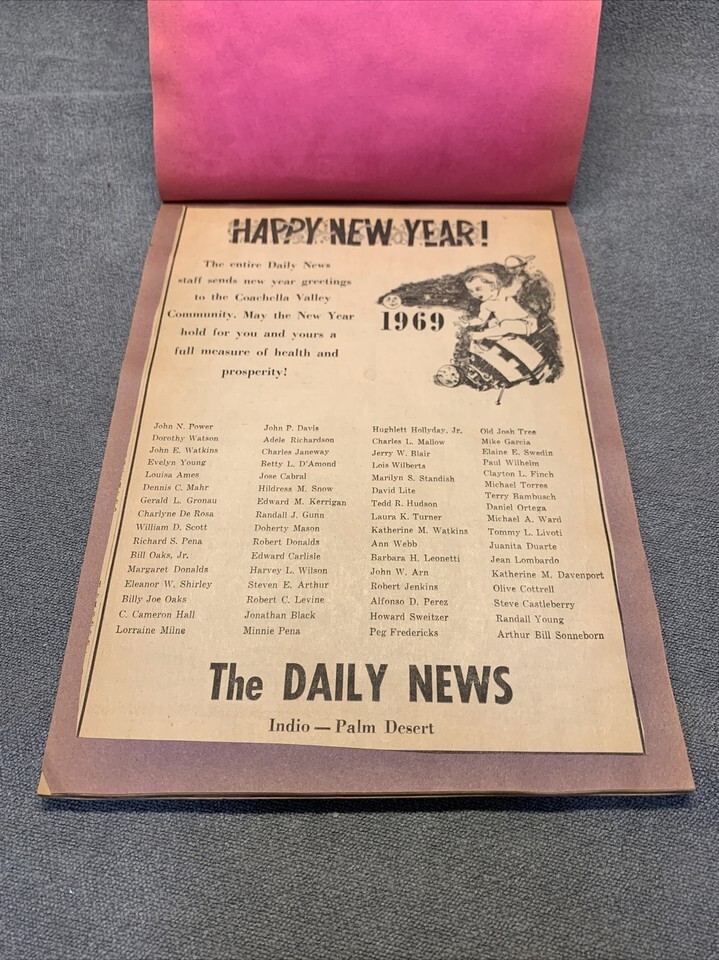 HAPPY NEW YEAR!
The entire Daily News
staff sends new year greetings
to the Coachella Valley
Community. May the New Year
hold for you and yours a
full measure of health and
prosperity!
1969
John N. Power
Dorothy Watson
John E. Watkins
Evelyn Young
Louisa Ames
Dennis C. Mahr
Gerald L. Gronau
Charlyne De Rosa
William D. Scott
Richard S. Pena
Bill Oaks, Jr.
Margaret Donalds
Eleanor W. Shirley
Billy Joe Oaks
C. Cameron Hall
Lorraine Milne
John P. Davis
Adele Richardson
Charles Janeway
Betty L. D'Amond
Jose Cabral
Hildress M. Snow
Edward M. Kerrigan
Randall J. Gunn
Doherty Mason
Robert Donalds
Edward Carlisle
Harvey L. Wilson
Steven E. Arthur
Robert C. Levine
Jonathan Black
Minnie Pena
Hughlett Hollyday, Jr.
Charles L. Mallow
Jerry W. Blair
Lois Wilberts
Marilyn S. Standish
David Lite
Tedd R. Hudson
Laura K. Turner
Katherine M. Watkins
Ann Webb
Barbara H. Leonetti
John W. Arn
Robert Jenkins
Alfonso D. Perez
Howard Sweitzer
Peg Fredericks
Old Josh Tree
Mike Garcia
Elaine E. Swedin
Paul Wilhelm
Clayton L. Finch
Michael Torres
Terry Bambusch
Daniel Ortega
Michael A. Ward
Tommy L. Livoti
Juanita Duarte
Jean Lombardo
Katherine M. Davenport
Olive Cottrell
Steve Castleberry
Randall Young
Arthur Bill Sonneborn
The DAILY NEWS
Indio — Palm Desert